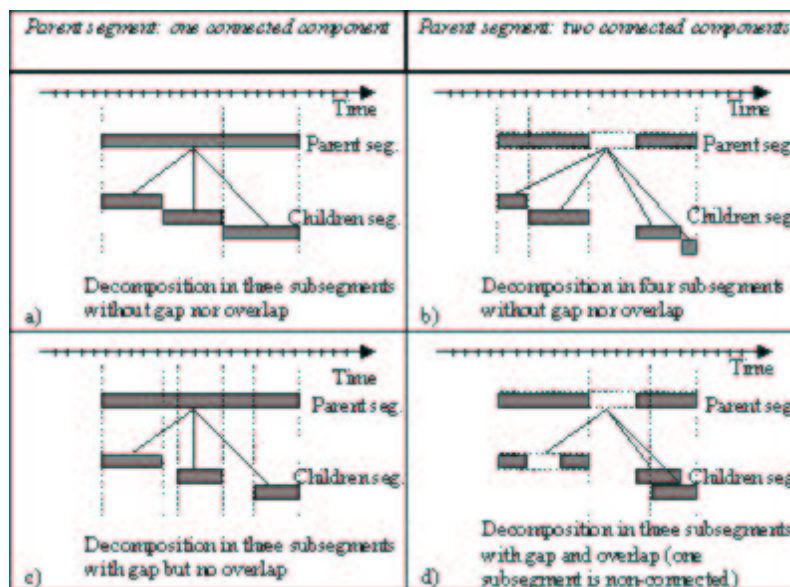 Parent segment: one connected component
Parent segment: two connected components
Time
Parent seg.
Children seg.
Decomposition in three subsegments
without gap nor overlap
a)
Time
Parent seg
Children seg
Decomposition in four subsegments
without gap nor overlap
b)
Time
Parent seg.
Children seg.
Decomposition in three subsegments
with gap but no overlap
c)
Time
Parent seg
Children seg
Decomposition in three subsegments
with gap and overlap (one
subsegment is non-connected)
d)